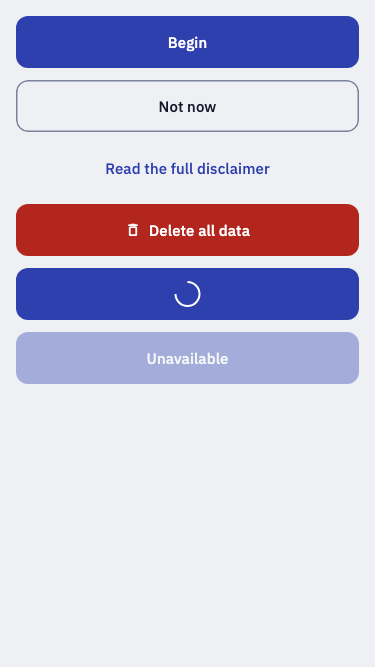 Begin
Not now
Read the full disclaimer
Delete all data
Unavailable